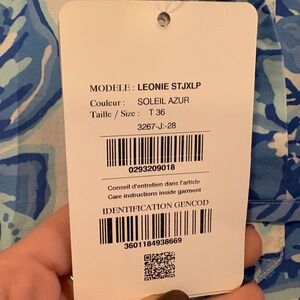 MODELE : LEONIE STJXLP
Couleur : SOLEIL AZUR
Taille / Size : T 36
3267-J:-28
0293209018
Conseil d'entretien dans l'article
Care instructions inside garment
IDENTIFICATION GENCOD
3601184938669